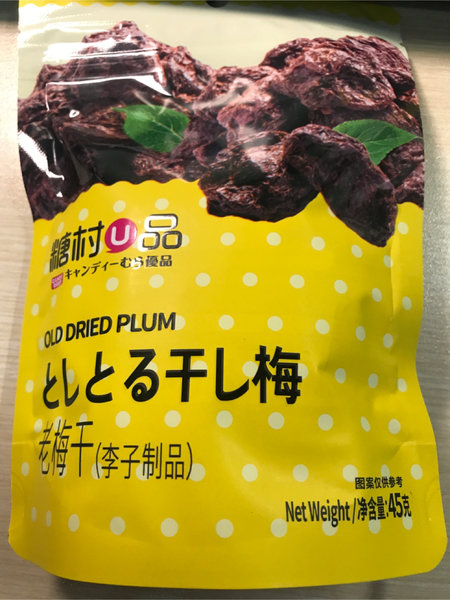 糖村U品
キャンディーむら優品
OLD DRIED PLUM
としとる干し梅
老梅干(李子制品)
图案仅供参考
Net Weight/净含量:45克